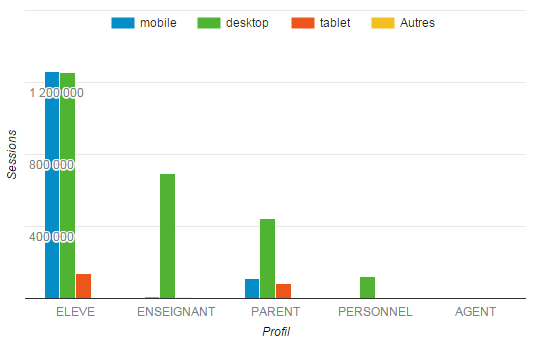 mobile desktop tablet Autres
1 200 000
800 000
400 000
Sessions
ELEVE ENSEIGNANT PARENT PERSONNEL AGENT
Profil